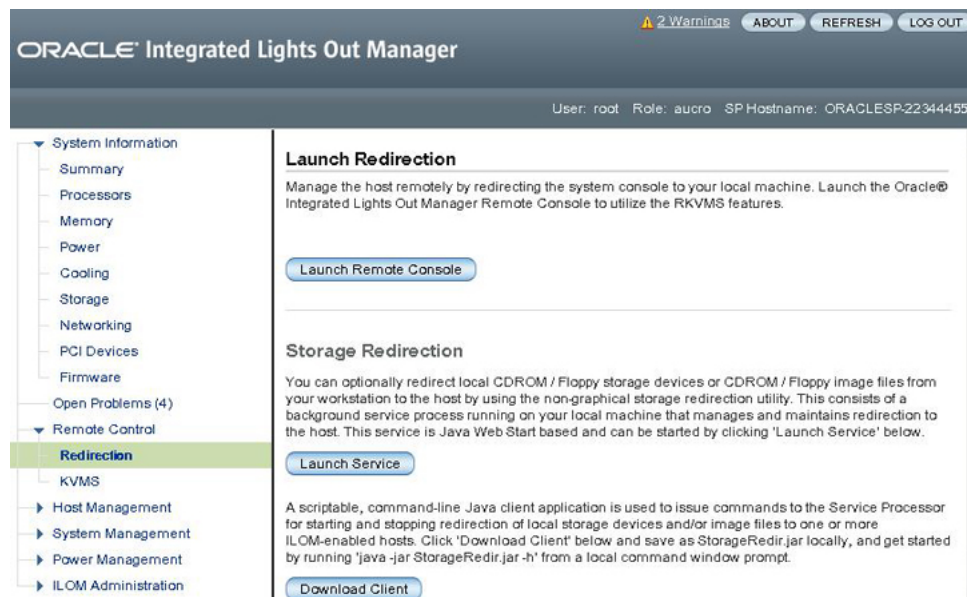 2 Warnings ABOUT REFRESH LOG OUT
ORACLE® Integrated Lights Out Manager
User: root Role: aucro SP Hostname: ORACLESP-22344455
System Information
Summary
Processors
Memory
Power
Cooling
Storage
Networking
PCI Devices
Firmware
Open Problems (4)
Remote Control
Redirection
KVMS
Host Management
System Management
Power Management
ILOM Administration
Launch Redirection
Manage the host remotely by redirecting the system console to your local machine. Launch the Oracle®
Integrated Lights Out Manager Remote Console to utilize the RKVMS features.
Launch Remote Console
Storage Redirection
You can optionally redirect local CDROM / Floppy storage devices or CDROM / Floppy image files from
your workstation to the host by using the non-graphical storage redirection utility. This consists of a
background service process running on your local machine that manages and maintains redirection to
the host. This service is Java Web Start based and can be started by clicking 'Launch Service' below.
Launch Service
A scriptable, command-line Java client application is used to issue commands to the Service Processor
for starting and stopping redirection of local storage devices and/or image files to one or more
ILOM-enabled hosts. Click 'Download Client' below and save as StorageRedir.jar locally, and get started
by running 'java -jar StorageRedir.jar -h' from a local command window prompt.
Download Client